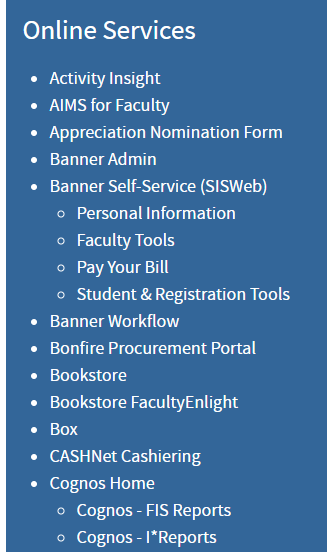 Online Services
Activity Insight
AIMS for Faculty
Appreciation Nomination Form
Banner Admin
Banner Self-Service (SISWeb)
Personal Information
Faculty Tools
Pay Your Bill
Student & Registration Tools
Banner Workflow
Bonfire Procurement Portal
Bookstore
Bookstore FacultyEnlight
Box
CASHNet Cashiering
Cognos Home
Cognos - FIS Reports
Cognos - I*Reports